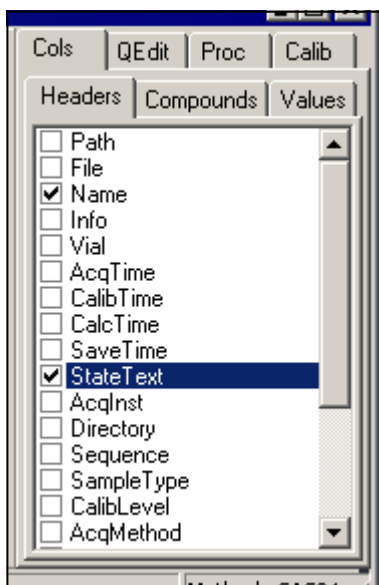 Cols QEdit Proc Calib
Headers Compounds Values
Path
File
Name
Info
Vial
AcqTime
CalibTime
CalcTime
SaveTime
StateText
AcqInst
Directory
Sequence
SampleType
CalibLevel
AcqMethod